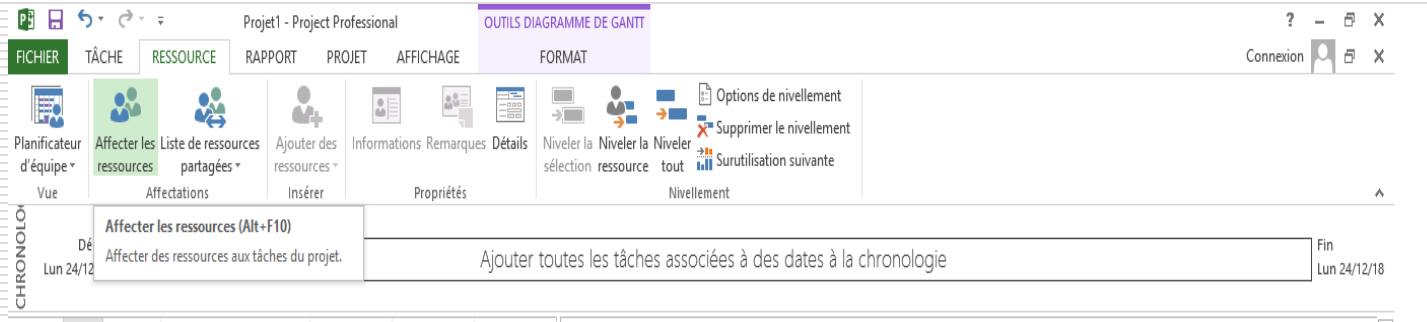 Projet1 - Project Professional
OUTILS DIAGRAMME DE GANTT
?
FICHIER TÂCHE RESSOURCE RAPPORT PROJET AFFICHAGE FORMAT
Connexion
Planificateur
d'équipe
Affecter les
ressources
Liste de ressources
partagées
Ajouter des
ressources
Informations
Remarques
Détails
Niveler la
sélection
Niveler la
ressource
Niveler
tout
Options de nivellement
Supprimer le nivellement
Surutilisation suivante
Vue
Affectations
Insérer
Propriétés
Nivellement
Affecter les ressources (Alt+F10)
Affecter des ressources aux tâches du projet.
CHRONOLO
Dé
Lun 24/12
Ajouter toutes les tâches associées à des dates à la chronologie
Fin
Lun 24/12/18